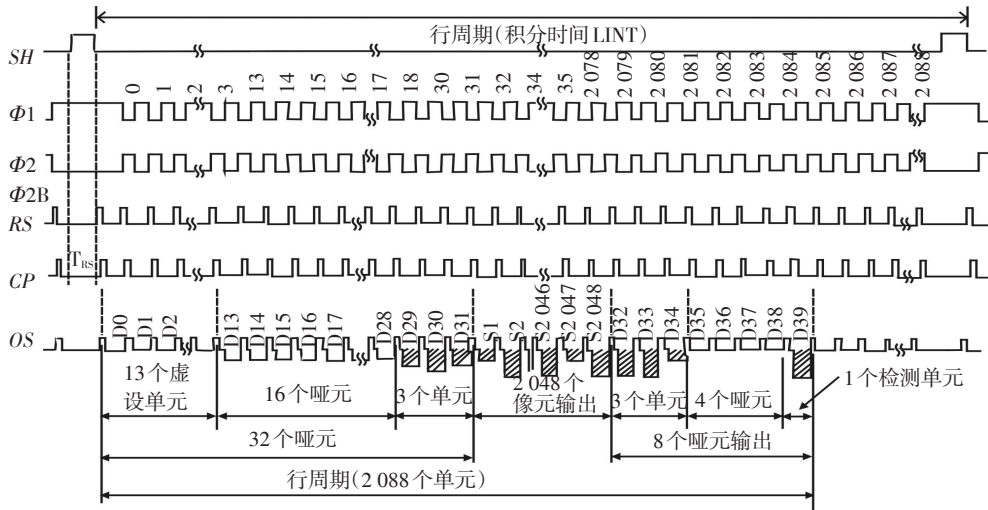 行周期(积分时间 LINT)
SH
0 1 2 3 13 14 15 16 17 18 30 31 32 34 35 2 078 2 079 2 080 2 081 2 082 2 083 2 084 2 085 2 086 2 087 2 088
Φ1
Φ2
Φ2B
RS
T_RS
CP
D0 D1 D2 D13 D14 D15 D16 D17 D28 D29 D30 D31 S1 S2 S2 046 S2 047 S2 048 D32 D33 D34 D35 D36 D37 D38 D39
OS
13个虚
设单元
16个哑元
3个单元
2 048个
像元输出
3个单元
4个哑元
1个检测单元
32个哑元
8个哑元输出
行周期(2 088个单元)